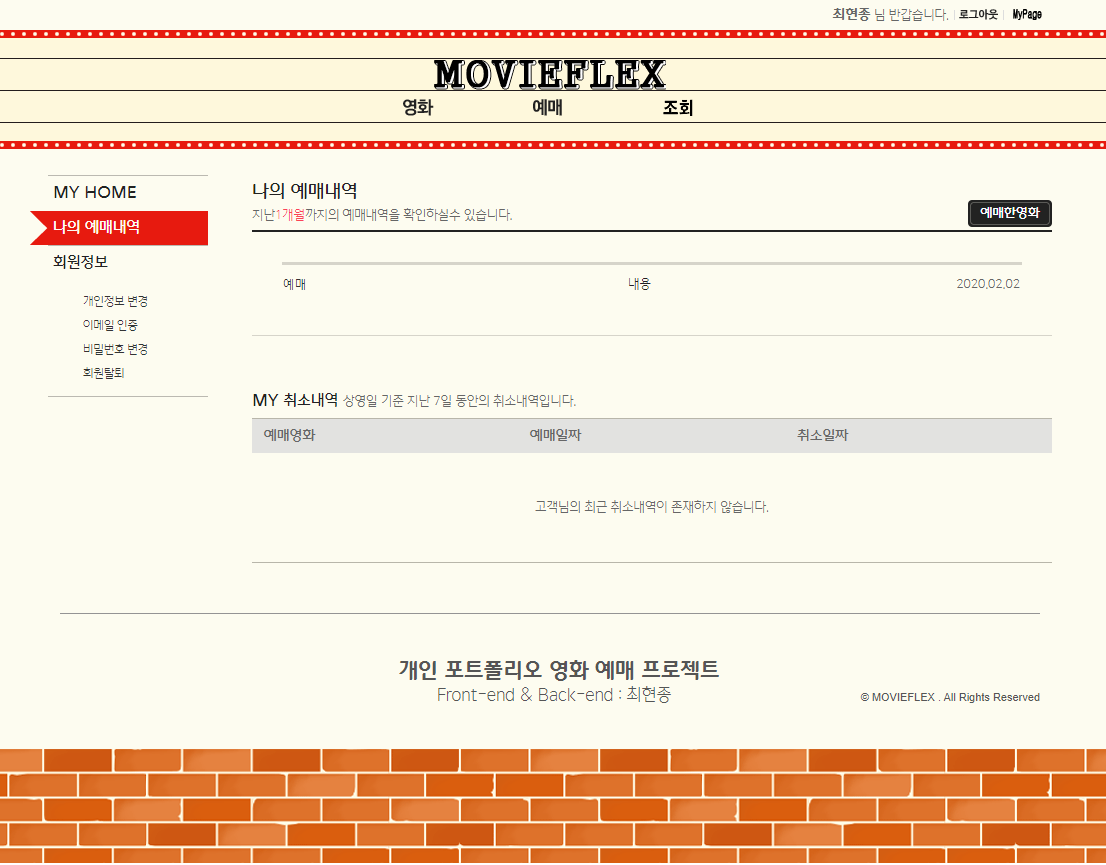 최현종 님 반갑습니다. 로그아웃 MyPage
MOVIEFLEX
영화 예매 조회
MY HOME
나의 예매내역
회원정보
개인정보 변경
이메일 인증
비밀번호 변경
회원탈퇴
나의 예매내역
지난1개월까지의 예매내역을 확인하실수 있습니다.
예매한영화
예매 내용 2020.02.02
MY 취소내역 상영일 기준 지난 7일 동안의 취소내역입니다.
예매영화 예매일짜 취소일짜
고객님의 최근 취소내역이 존재하지 않습니다.
개인 포트폴리오 영화 예매 프로젝트
Front-end & Back-end : 최현종
© MOVIEFLEX . All Rights Reserved